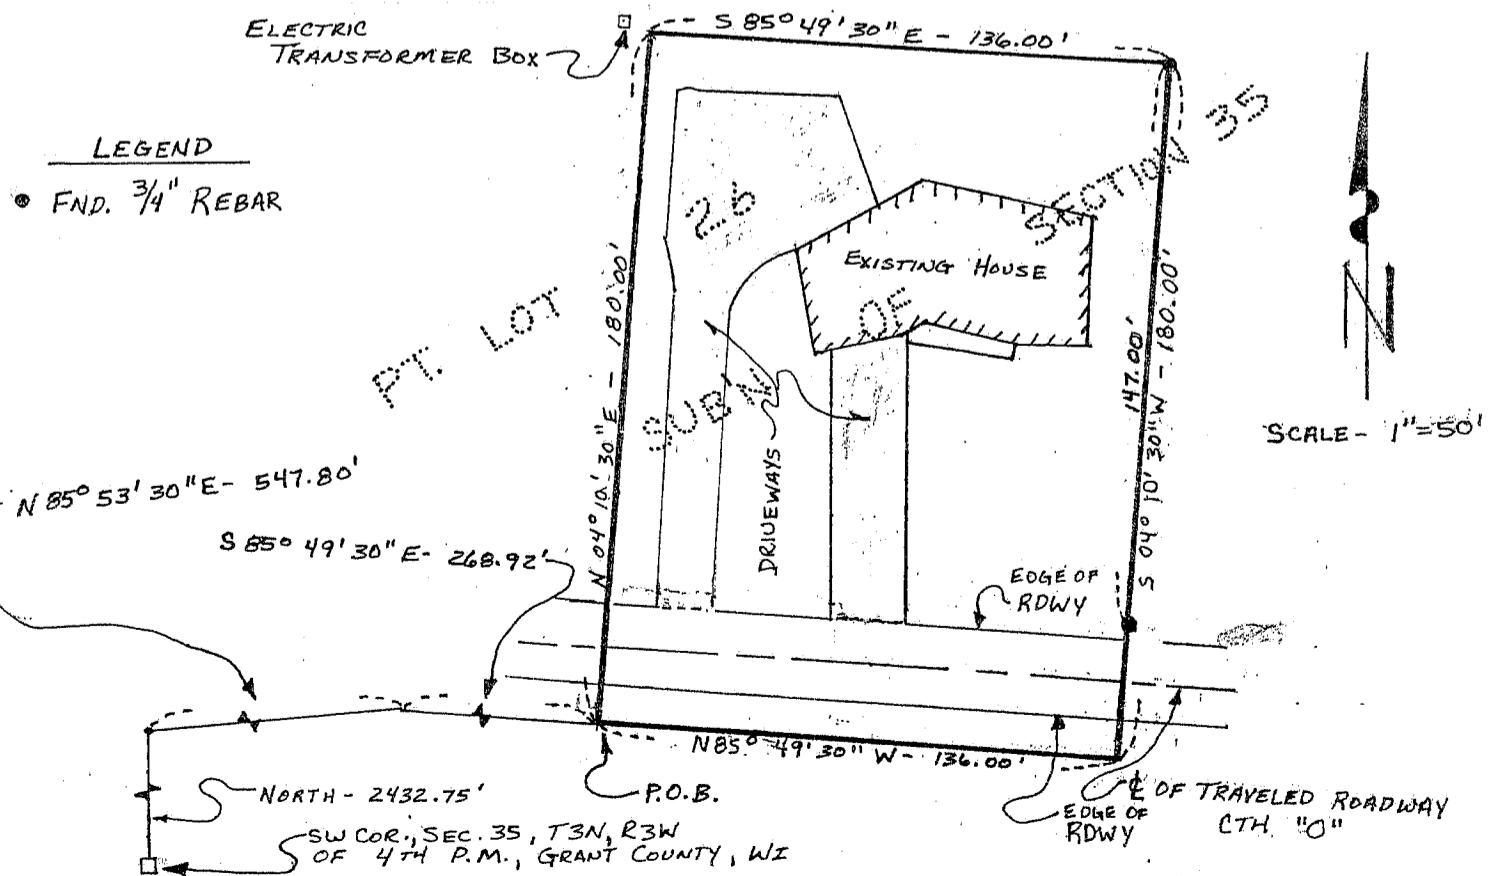 ELECTRIC
TRANSFORMER BOX
S 85° 49' 30" E - 136.00'
LEGEND
FND. 3/4" REBAR
PT. LOT 26
SUBN OF SECTION 35
EXISTING HOUSE
N 04° 10' 30" E - 180.00'
147.00'
S 04° 10' 30" W - 180.00'
N
SCALE - 1"=50'
DRIVEWAYS
N 85° 53' 30" E - 547.80'
S 85° 49' 30" E - 268.92'
EDGE OF
RDWY
N 85° 49' 30" W - 136.00'
NORTH - 2432.75'
P.O.B.
SW COR., SEC. 35, T3N, R3W
OF 4TH P.M., GRANT COUNTY, WI
EDGE OF
RDWY
℄ OF TRAVELED ROADWAY
CTH. "O"